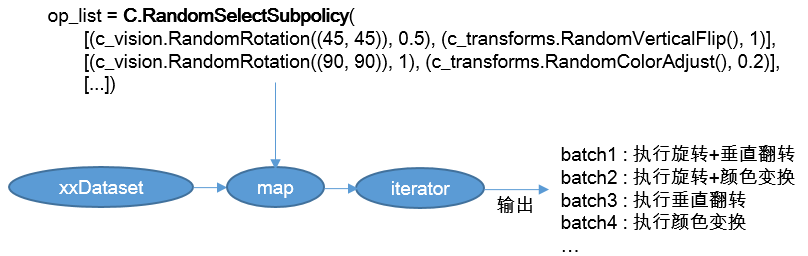 op_list = C.RandomSelectSubpolicy(
[(c_vision.RandomRotation((45, 45)), 0.5), (c_transforms.RandomVerticalFlip(), 1)],
[(c_vision.RandomRotation((90, 90)), 1), (c_transforms.RandomColorAdjust(), 0.2)],
[...])
xxDataset
map
iterator
输出
batch1 : 执行旋转+垂直翻转
batch2 : 执行旋转+颜色变换
batch3 : 执行垂直翻转
batch4 : 执行颜色变换
…